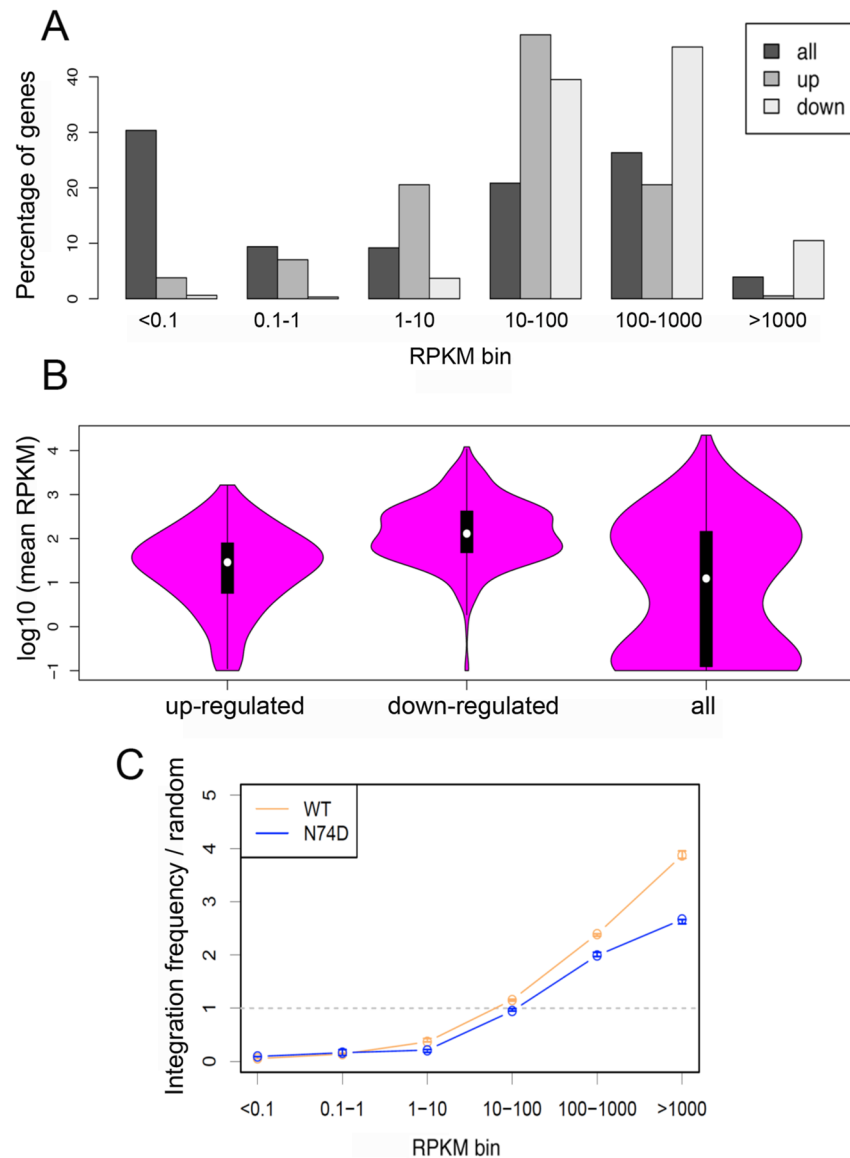 A
Percentage of genes
40
30
20
10
0
all
up
down
<0.1 0.1-1 1-10 10-100 100-1000 >1000
RPKM bin
B
log10 (mean RPKM)
4
3
2
1
0
−1
up-regulated down-regulated all
C
Integration frequency / random
5
4
3
2
1
0
WT
N74D
<0.1 0.1−1 1−10 10−100 100−1000 >1000
RPKM bin